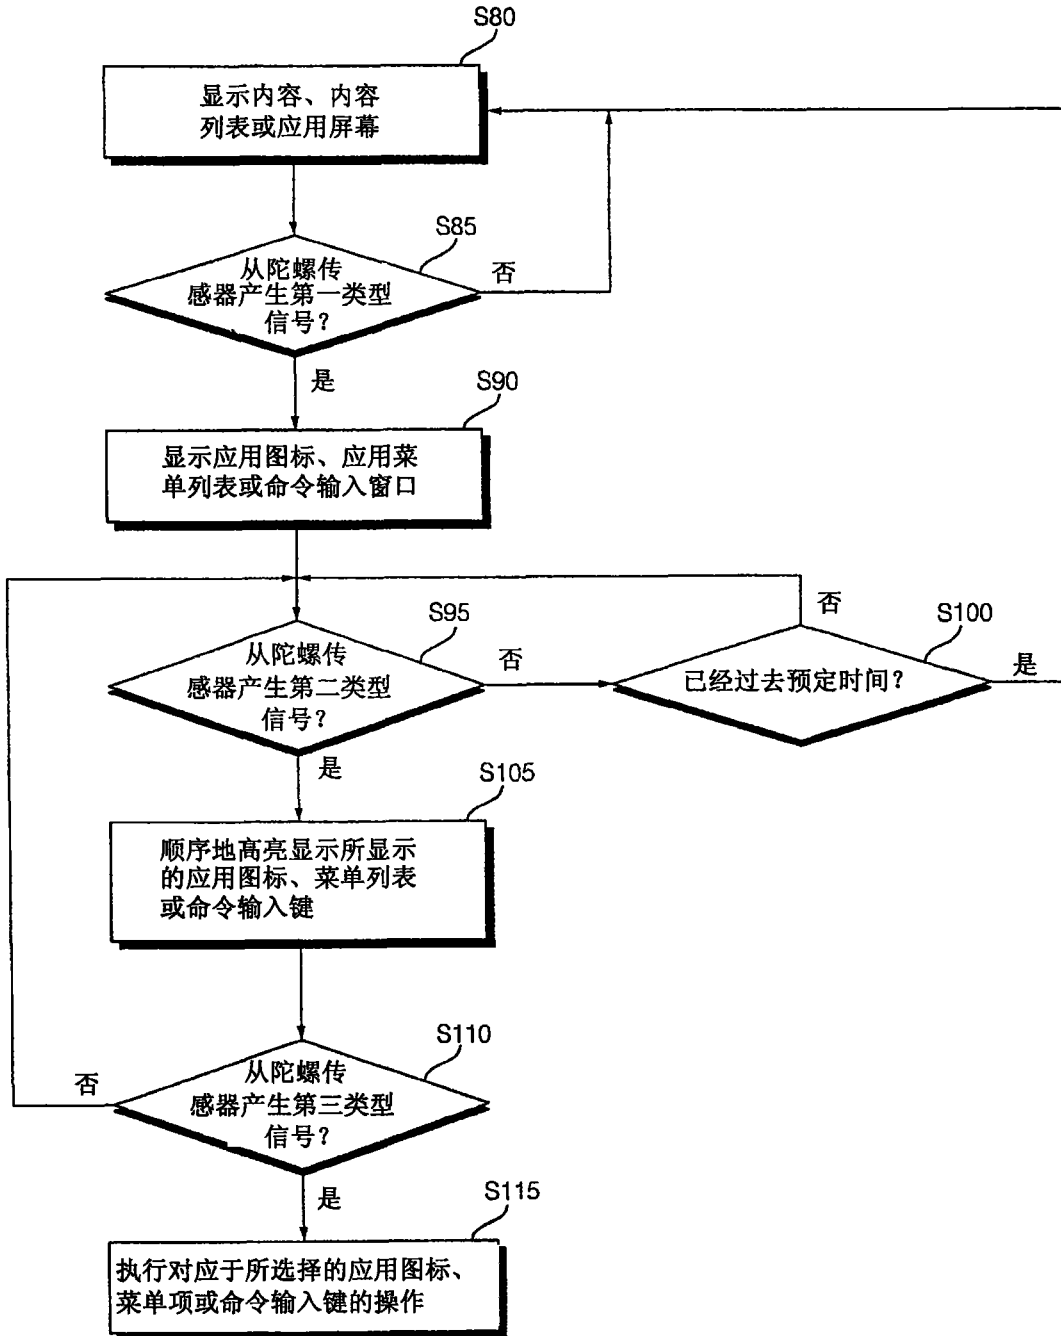 S80
显示内容、内容
列表或应用屏幕
S85
从陀螺传
感器产生第一类型
信号?
否
是
S90
显示应用图标、应用菜
单列表或命令输入窗口
S95
从陀螺传
感器产生第二类型
信号?
否
否
S100
已经过去预定时间?
是
是
S105
顺序地高亮显示所显示
的应用图标、菜单列表
或命令输入键
S110
从陀螺传
感器产生第三类型
信号?
否
是
S115
执行对应于所选择的应用图标、
菜单项或命令输入键的操作